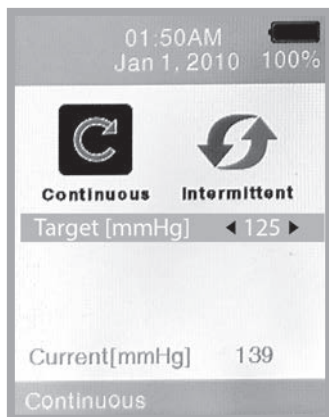 01:50AM
Jan 1, 2010 100%
Continuous Intermittent
Target [mmHg] ◀ 125 ▶
Current[mmHg] 139
Continuous